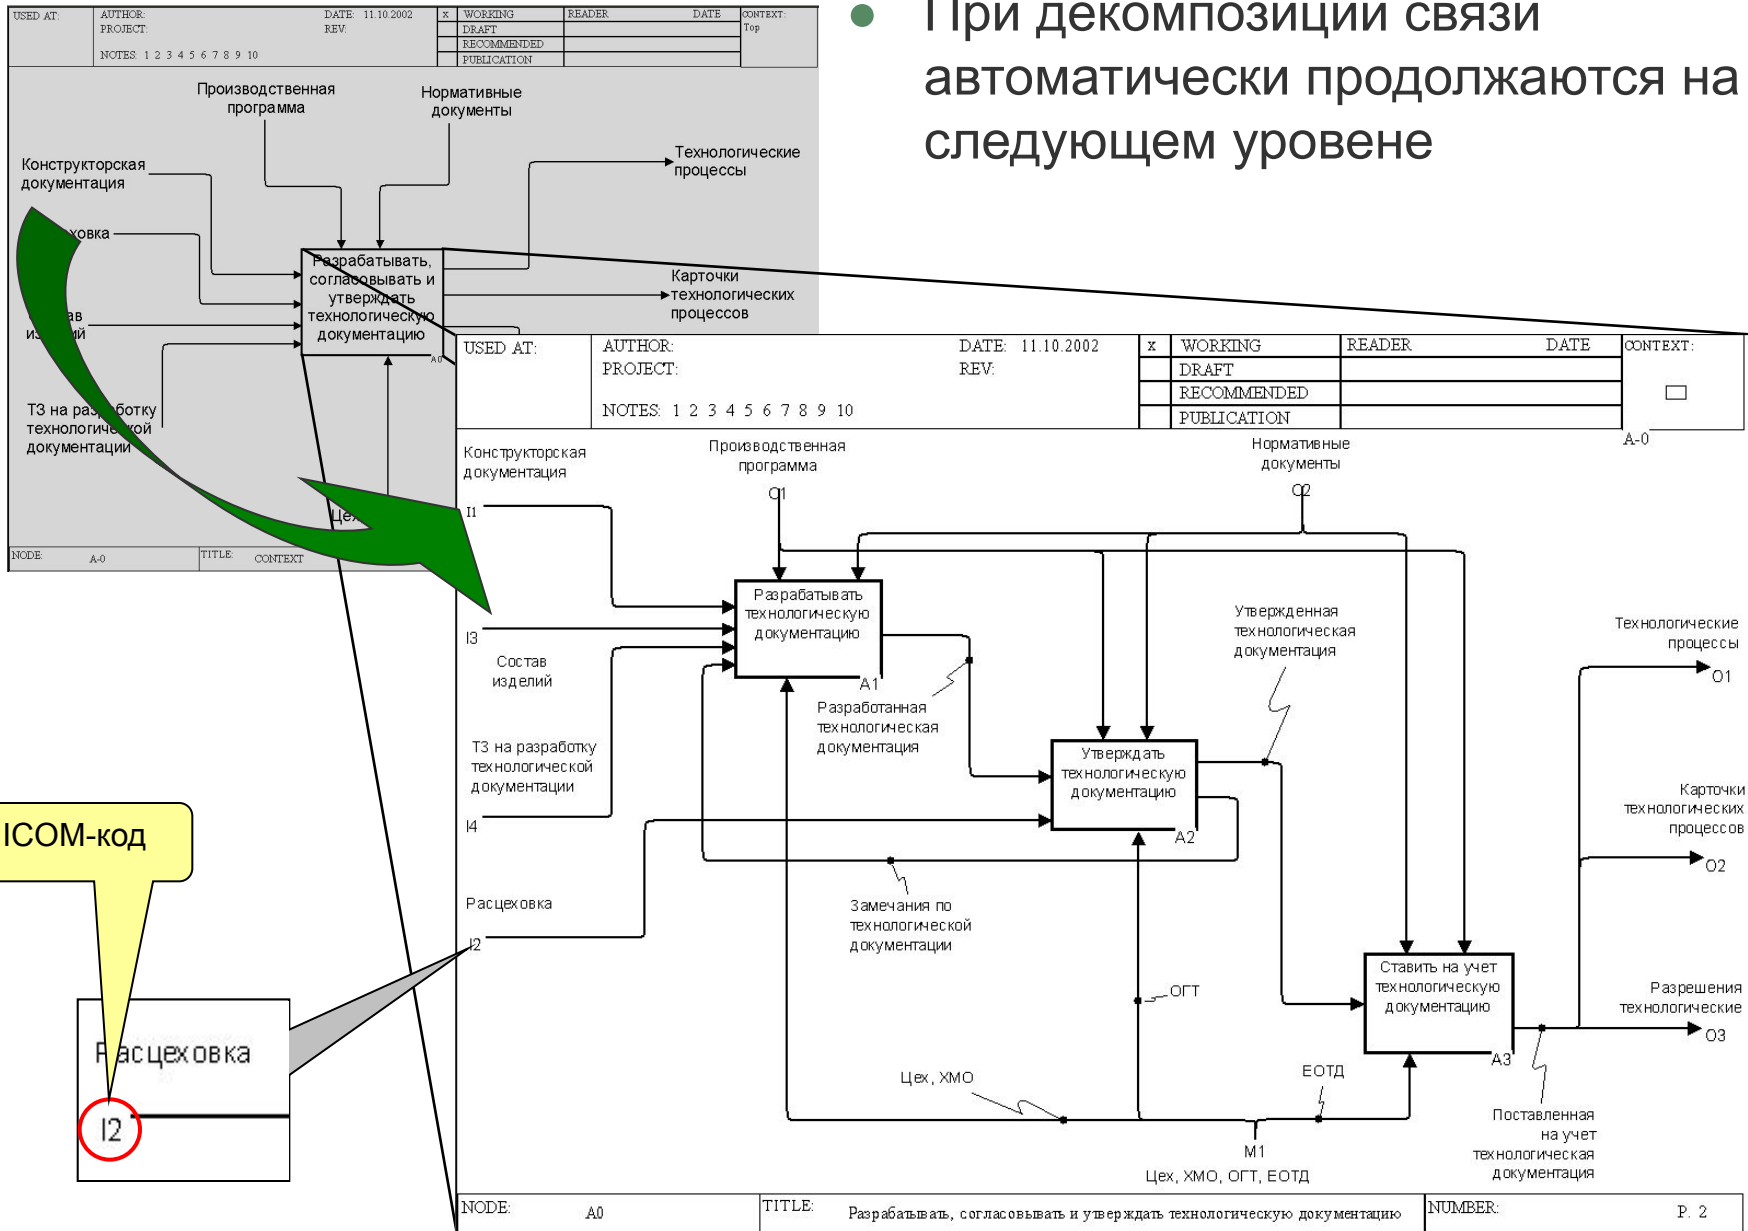 При декомпозиции связи
автоматически продолжаются на
следующем уровене
USED AT:
AUTHOR:
DATE: 11.10.2002
PROJECT:
REV:
NOTES: 1 2 3 4 5 6 7 8 9 10
x WORKING
DRAFT
RECOMMENDED
PUBLICATION
READER DATE
CONTEXT:
Top
Производственная
программа
Нормативные
документы
Конструкторская
документация
Технологические
процессы
ховка
Разрабатывать,
согласовывать и
утверждать
технологическую
документацию
A0
Карточки
технологических
процессов
ав
изделий
ТЗ на разработку
технологической
документации
Цех
NODE: A-0
TITLE: CONTEXT
USED AT:
AUTHOR:
DATE: 11.10.2002
PROJECT:
REV:
NOTES: 1 2 3 4 5 6 7 8 9 10
x WORKING
DRAFT
RECOMMENDED
PUBLICATION
READER DATE
CONTEXT:
A-0
Конструкторская
документация
I1
Производственная
программа
C1
Нормативные
документы
C2
Разрабатывать
технологическую
документацию
A1
I3
Состав
изделий
Разработанная
технологическая
документация
Утвержденная
технологическая
документация
Технологические
процессы
O1
ТЗ на разработку
технологической
документации
I4
Утверждать
технологическую
документацию
A2
Карточки
технологических
процессов
O2
Расцеховка
I2
Замечания по
технологической
документации
ОГТ
Ставить на учет
технологическую
документацию
A3
Разрешения
технологические
O3
Цех, ХМО
ЕОТД
M1
Цех, ХМО, ОГТ, ЕОТД
Поставленная
на учет
технологическая
документация
NODE: A0
TITLE: Разрабатывать, согласовывать и утверждать технологическую документацию
NUMBER: P. 2
ICOM-код
Расцеховка
I2